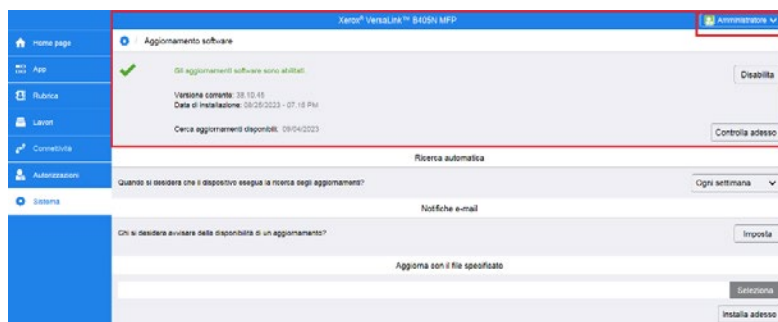 Xerox® VersaLink™ B405N MFP
Amministratore
Home page
App
Rubrica
Lavori
Connettività
Autorizzazioni
Sistema
Aggiornamento software
Gli aggiornamenti software sono abilitati.
Disabilita
Versione corrente: 38.10.45
Data di installazione: 08/25/2023 - 07.16 PM
Cerca aggiornamenti disponibili: 09/04/2023
Controlla adesso
Ricerca automatica
Quando si desidera che il dispositivo esegua la ricerca degli aggiornamenti?
Ogni settimana
Notifiche e-mail
Chi si desidera avvisare della disponibilità di un aggiornamento?
Imposta
Aggiorna con il file specificato
Seleziona
Installa adesso